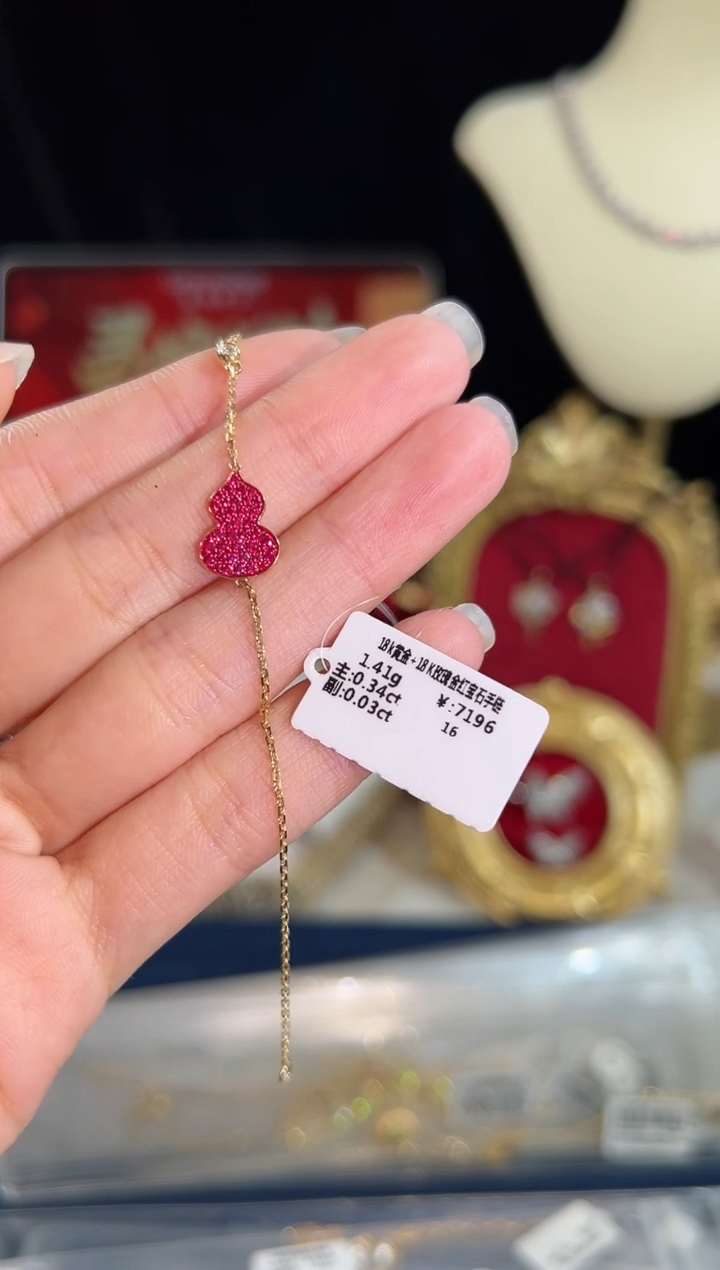 18k黄金+18K玫瑰金红宝石手链
1.41g
主:0.34ct
副:0.03ct
￥:7196
16